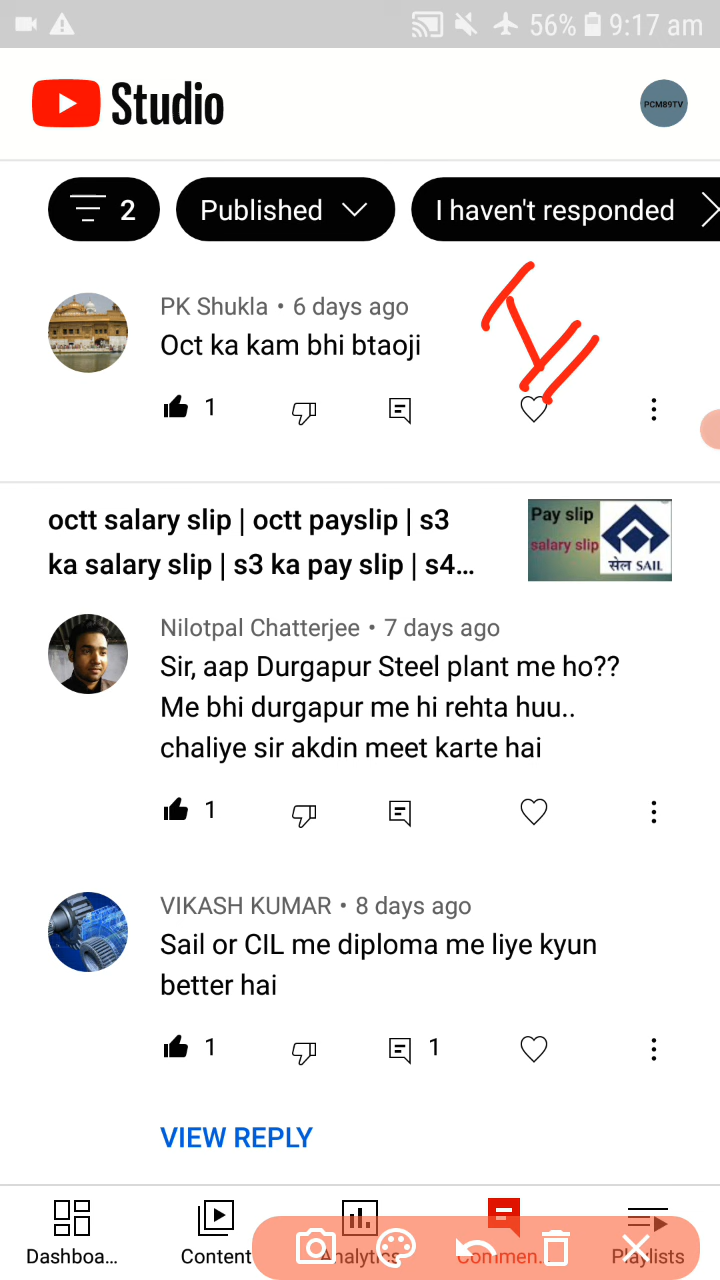 56% 9:17 am
Studio
PCM89TV
2 Published I haven't responded
PK Shukla • 6 days ago
Oct ka kam bhi btaoji
1
octt salary slip | octt payslip | s3
ka salary slip | s3 ka pay slip | s4...
Pay slip
salary slip
सेल SAIL
Nilotpal Chatterjee • 7 days ago
Sir, aap Durgapur Steel plant me ho??
Me bhi durgapur me hi rehta huu..
chaliye sir akdin meet karte hai
1
VIKASH KUMAR • 8 days ago
Sail or CIL me diploma me liye kyun
better hai
1 1
VIEW REPLY
Dashboa... Content Analytics Commen... Playlists